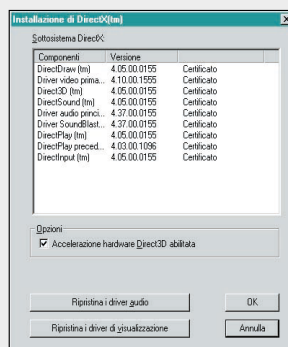 Installazione di DirectX(tm)
Sottosistema DirectX:
Componenti Versione
DirectDraw (tm) 4.05.00.0155 Certificato
Driver video prima... 4.10.00.1555 Certificato
Direct3D (tm) 4.05.00.0155 Certificato
DirectSound (tm) 4.05.00.0155 Certificato
Driver audio princi... 4.37.00.0155 Certificato
Driver SoundBlast... 4.37.00.0155 Certificato
DirectPlay (tm) 4.05.00.0155 Certificato
DirectPlay preced... 4.03.00.1096 Certificato
DirectInput (tm) 4.05.00.0155 Certificato
Opzioni
Accelerazione hardware Direct3D abilitata
Ripristina i driver audio OK
Ripristina i driver di visualizzazione Annulla